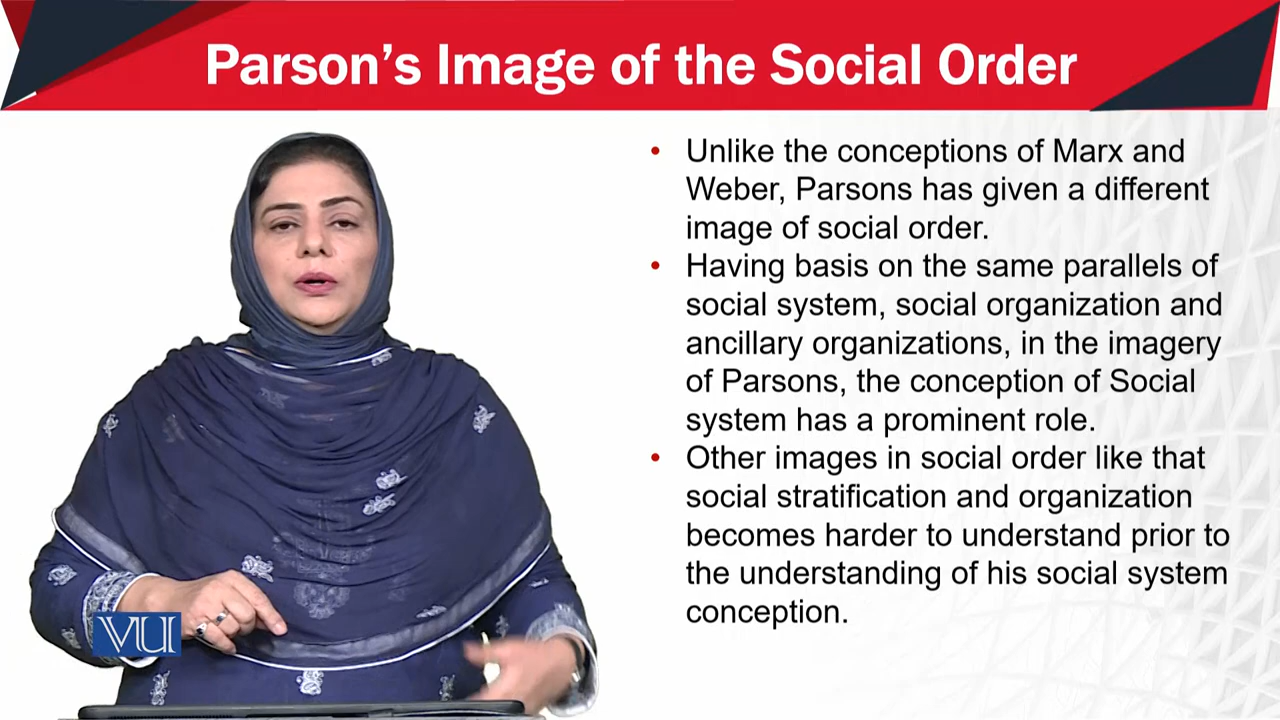 Parson's Image of the Social Order
• Unlike the conceptions of Marx and
Weber, Parsons has given a different
image of social order.
• Having basis on the same parallels of
social system, social organization and
ancillary organizations, in the imagery
of Parsons, the conception of Social
system has a prominent role.
• Other images in social order like that
social stratification and organization
becomes harder to understand prior to
the understanding of his social system
conception.
VU